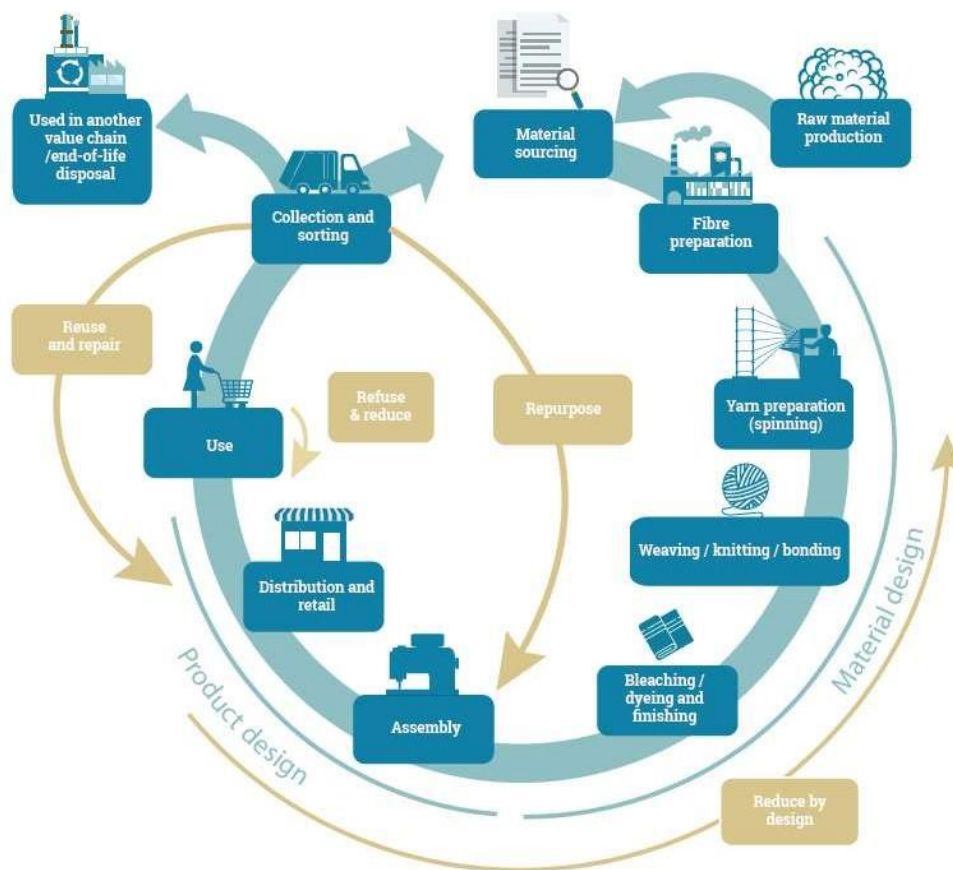 Used in another
value chain
/end-of-life
disposal
Material
sourcing
Raw material
production
Collection and
sorting
Fibre
preparation
Reuse
and repair
Refuse
& reduce
Repurpose
Yarn preparation
(spinning)
Use
Weaving / knitting / bonding
Distribution and
retail
Bleaching /
dyeing and
finishing
Assembly
Product design
Material design
Reduce by
design